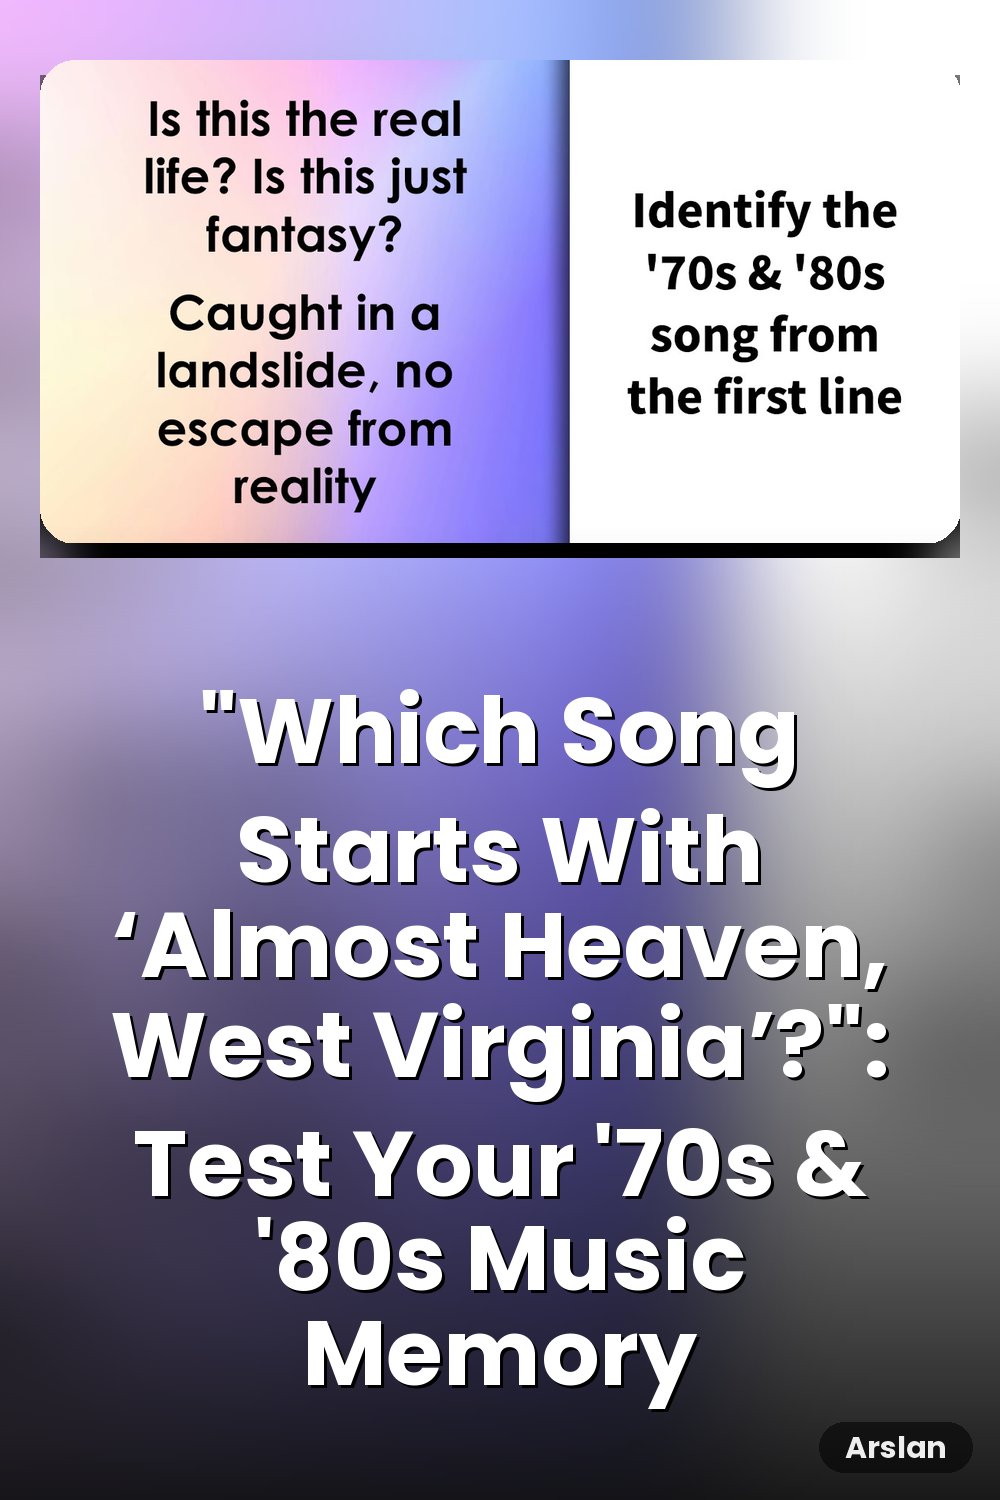 Is this the real
life? Is this just
fantasy?
Caught in a
landslide, no
escape from
reality
Identify the
'70s & '80s
song from
the first line
"Which Song
Starts With
‘Almost Heaven,
West Virginia’?":
Test Your '70s &
'80s Music
Memory
Arslan